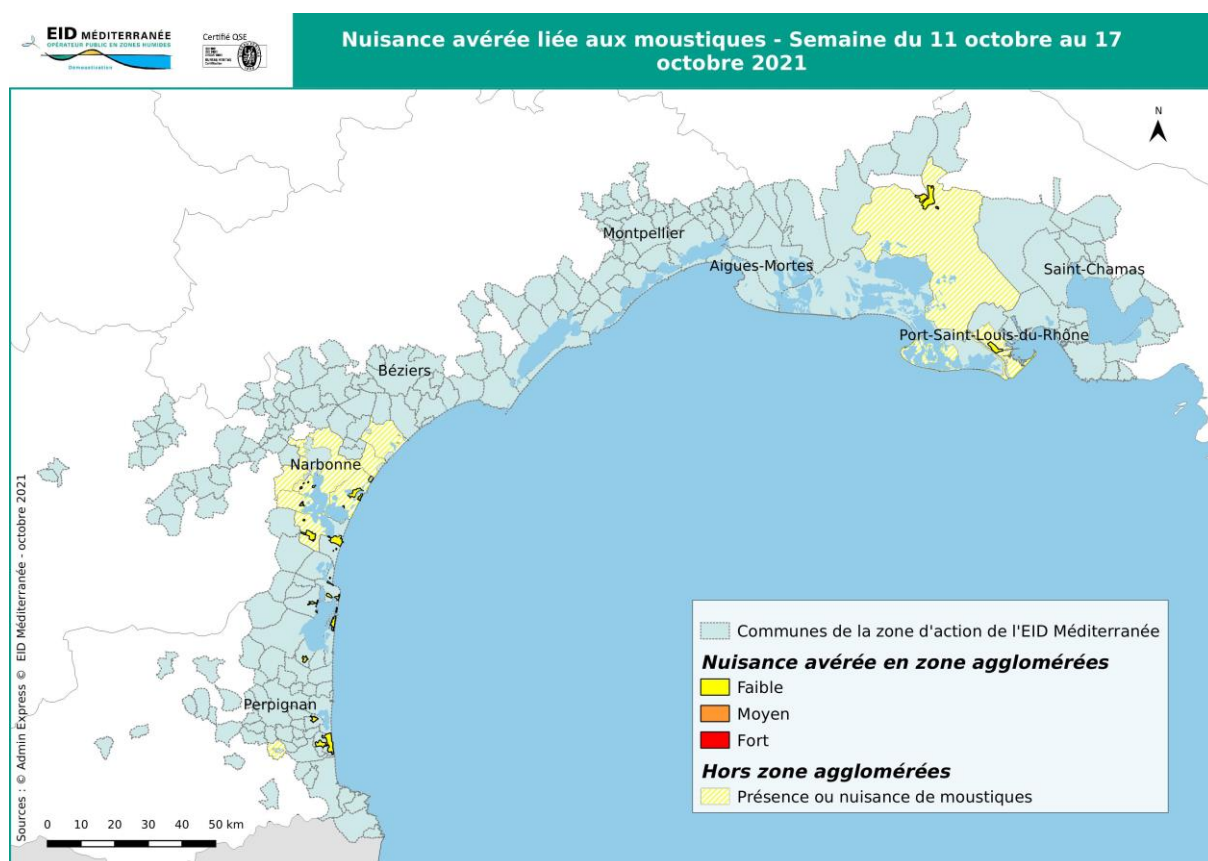 EID MÉDITERRANÉE
OPÉRATEUR PUBLIC EN ZONES HUMIDES
Démoustication
Certifié QSE
Nuisance avérée liée aux moustiques - Semaine du 11 octobre au 17
octobre 2021
N
Montpellier
Aigues-Mortes
Saint-Chamas
Port-Saint-Louis-du-Rhône
Béziers
Narbonne
Perpignan
Communes de la zone d'action de l'EID Méditerranée
Nuisance avérée en zone agglomérées
Faible
Moyen
Fort
Hors zone agglomérées
Présence ou nuisance de moustiques
0 10 20 30 40 50 km
Sources : © Admin Express © EID Méditerranée - octobre 2021